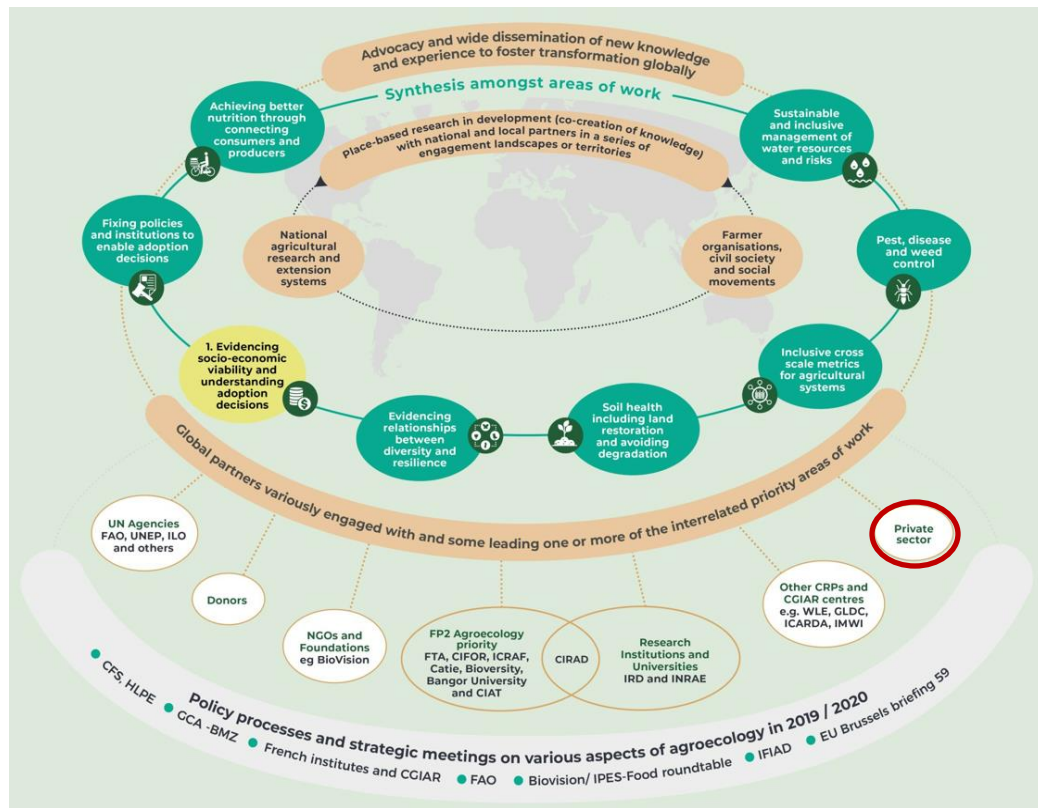 Advocacy and wide dissemination of new knowledge
and experience to foster transformation globally
Synthesis amongst areas of work
Place-based research in development (co-creation of knowledge)
with national and local partners in a series of
engagement landscapes or territories
Achieving better
nutrition through
connecting
consumers and
producers
Sustainable
and inclusive
management of
water resources
and risks
Fixing policies
and institutions to
enable adoption
decisions
National
agricultural
research and
extension
systems
Farmer
organisations,
civil society
and social
movements
Pest, disease
and weed
control
1. Evidencing
socio-economic
viability and
understanding
adoption
decisions
Evidencing
relationships
between
diversity and
resilience
Soil health
including land
restoration
and avoiding
degradation
Inclusive cross
scale metrics
for agricultural
systems
Global partners variously engaged with and some leading one or more of the interrelated priority areas of work
UN Agencies
FAO, UNEP, ILO
and others
Donors
NGOs and
Foundations
eg BioVision
FP2 Agroecology
priority
FTA, CIFOR, ICRAF,
Catie, Bioversity,
Bangor University
and CIAT
CIRAD
Research
Institutions and
Universities
IRD and INRAE
Other CRPs and
CGIAR centres
e.g. WLE, GLDC,
ICARDA, IMWI
Private
sector
Policy processes and strategic meetings on various aspects of agroecology in 2019 / 2020
CFS, HLPE
GCA -BMZ
French institutes and CGIAR
FAO
Biovision/ IPES-Food roundtable
IFIAD
EU Brussels briefing 59